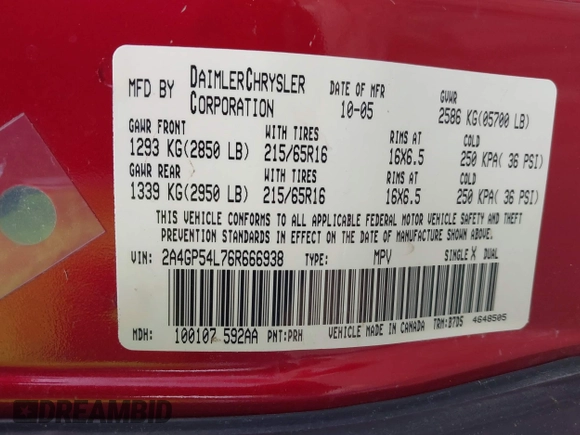 MFD BY DAIMLERCHRYSLER CORPORATION
DATE OF MFR 10-05
GVWR 2586 KG(05700 LB)
GAWR FRONT WITH TIRES RIMS AT COLD
1293 KG(2850 LB) 215/65R16 16X6.5 250 KPA( 36 PSI)
GAWR REAR WITH TIRES RIMS AT COLD
1339 KG(2950 LB) 215/65R16 16X6.5 250 KPA( 36 PSI)
THIS VEHICLE CONFORMS TO ALL APPLICABLE FEDERAL MOTOR VEHICLE SAFETY AND THEFT
PREVENTION STANDARDS IN EFFECT ON THE DATE OF MANUFACTURE SHOWN ABOVE.
VIN: 2A4GP54L76R666938 TYPE: MPV SINGLE X DUAL
MDH: 100107 592AA PNT:PRH VEHICLE MADE IN CANADA TRM:B7D5 4648505
DREAMBID